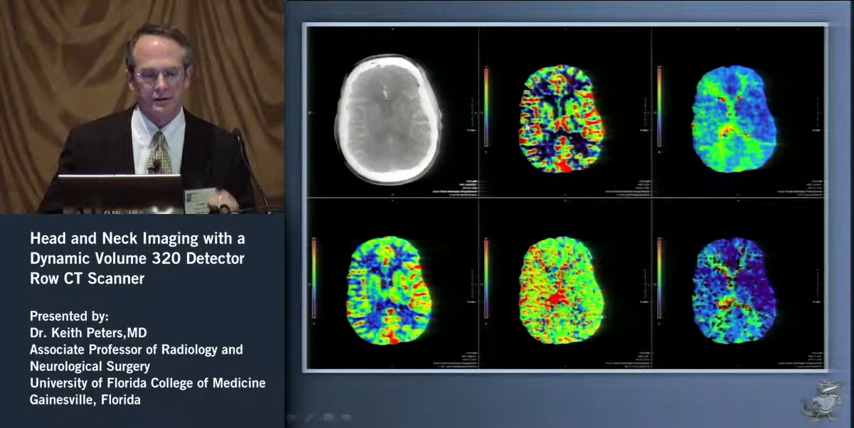 Head and Neck Imaging with a
Dynamic Volume 320 Detector
Row CT Scanner
Presented by:
Dr. Keith Peters,MD
Associate Professor of Radiology and
Neurological Surgery
University of Florida College of Medicine
Gainesville, Florida